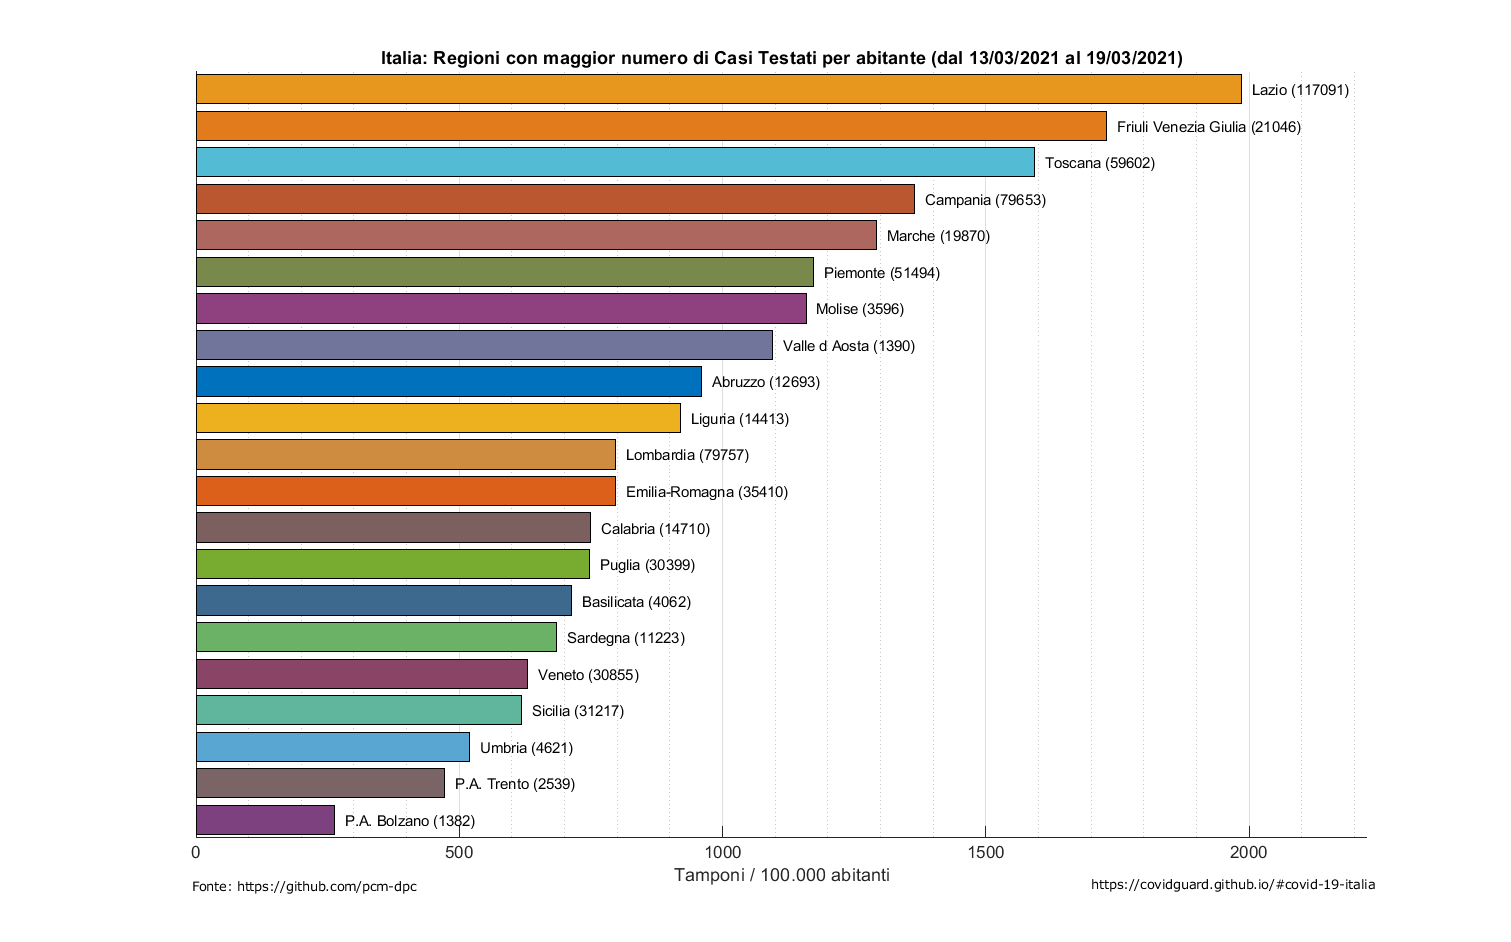 Italia: Regioni con maggior numero di Casi Testati per abitante (dal 13/03/2021 al 19/03/2021)
Lazio (117091)
Friuli Venezia Giulia (21046)
Toscana (59602)
Campania (79653)
Marche (19870)
Piemonte (51494)
Molise (3596)
Valle d Aosta (1390)
Abruzzo (12693)
Liguria (14413)
Lombardia (79757)
Emilia-Romagna (35410)
Calabria (14710)
Puglia (30399)
Basilicata (4062)
Sardegna (11223)
Veneto (30855)
Sicilia (31217)
Umbria (4621)
P.A. Trento (2539)
P.A. Bolzano (1382)
0 500 1000 1500 2000
Tamponi / 100.000 abitanti
Fonte: https://github.com/pcm-dpc
https://covidguard.github.io/#covid-19-italia